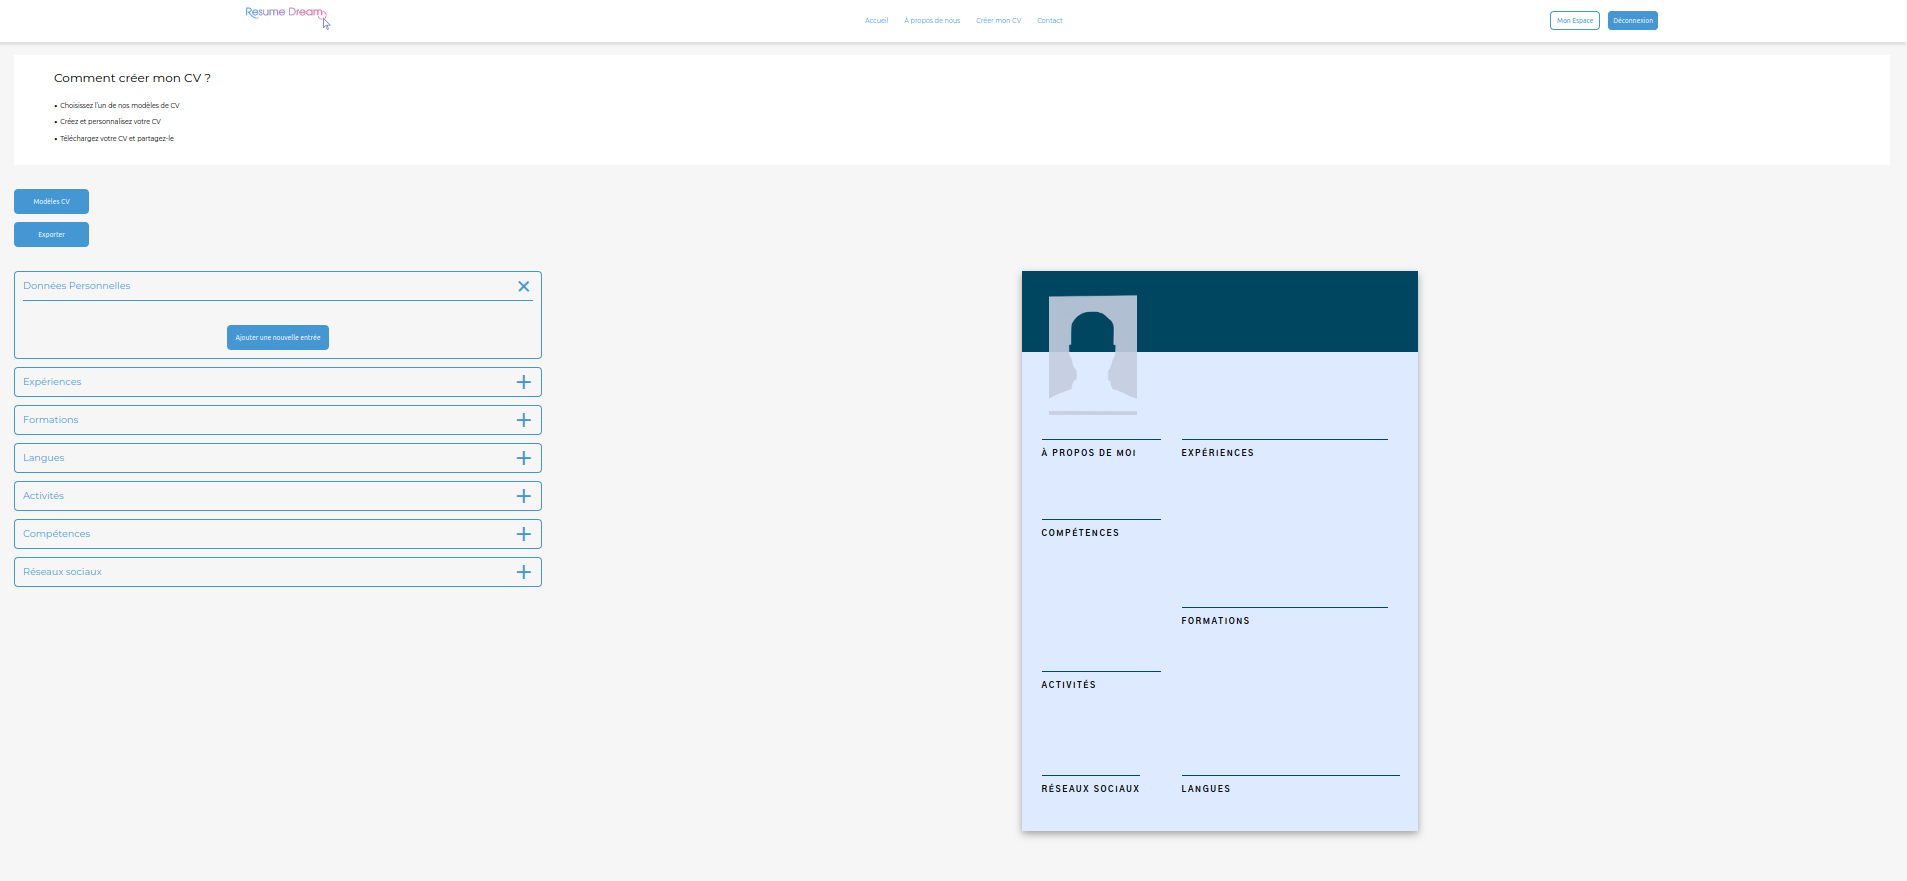 Resume Dream
Accueil
À propos de nous
Créer mon CV
Contact
Mon Espace
Déconnexion
Comment créer mon CV ?
• Choisissez l'un de nos modèles de CV
• Créez et personnalisez votre CV
• Téléchargez votre CV et partagez-le
Modèles CV
Exporter
Données Personnelles
Ajouter une nouvelle entrée
Expériences
Formations
Langues
Activités
Compétences
Réseaux sociaux
À PROPOS DE MOI
EXPÉRIENCES
COMPÉTENCES
FORMATIONS
ACTIVITÉS
RÉSEAUX SOCIAUX
LANGUES